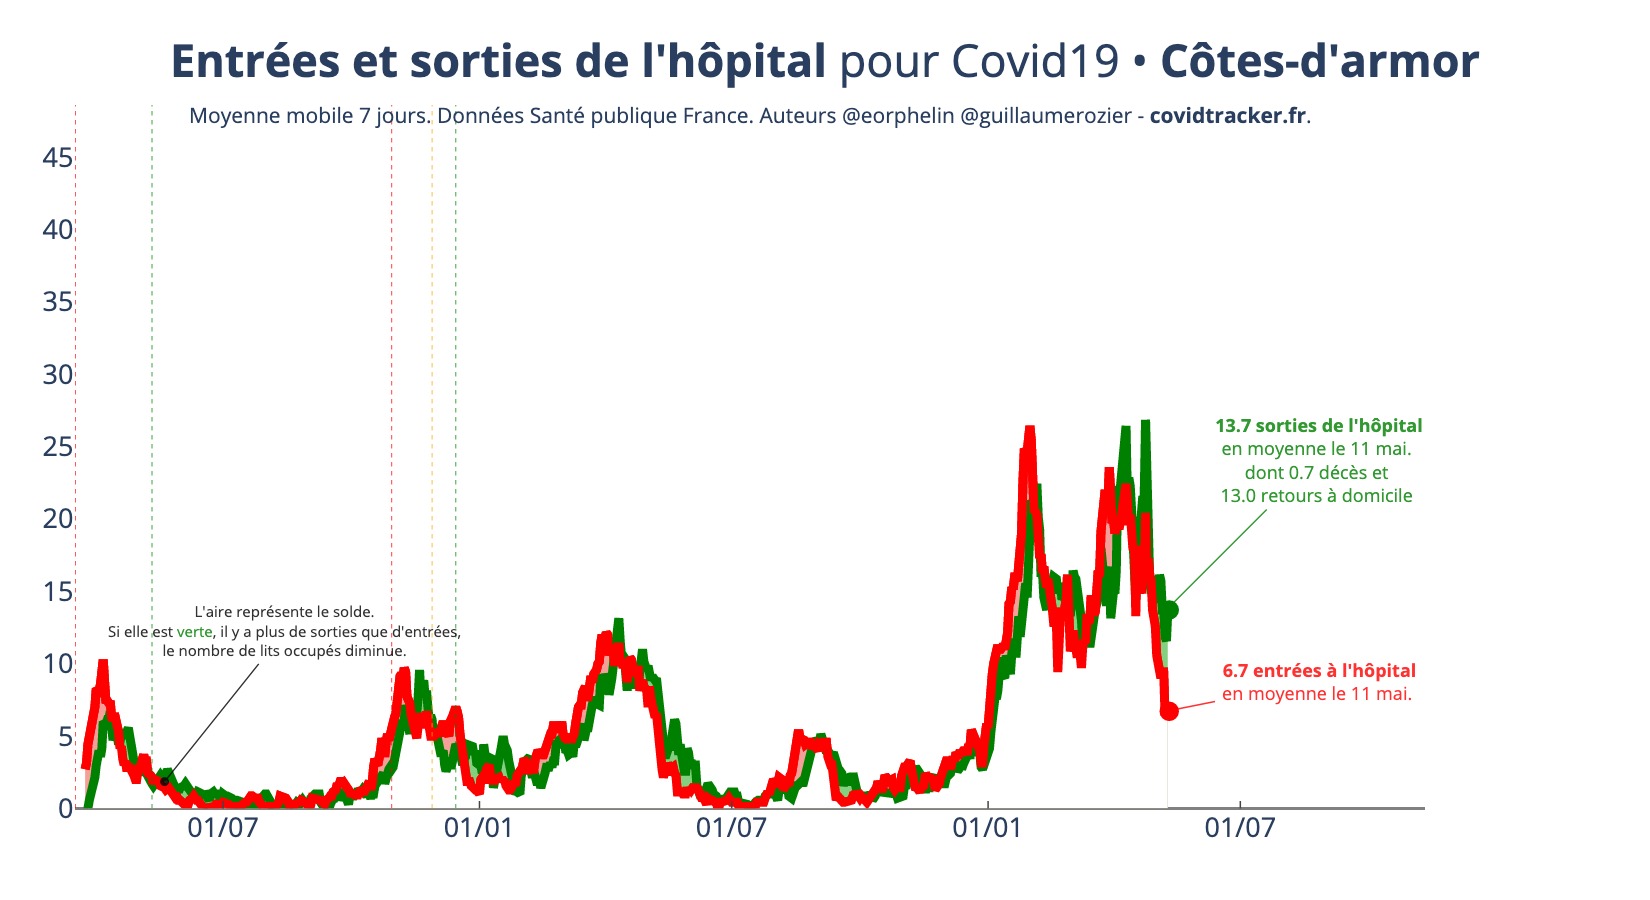 Entrées et sorties de l'hôpital pour Covid19 • Côtes-d'armor
Moyenne mobile 7 jours. Données Santé publique France. Auteurs @eorphelin @guillaumerozier - covidtracker.fr.
45
40
35
30
25
20
15
10
5
0
L'aire représente le solde.
Si elle est verte, il y a plus de sorties que d'entrées,
le nombre de lits occupés diminue.
13.7 sorties de l'hôpital
en moyenne le 11 mai.
dont 0.7 décès et
13.0 retours à domicile
6.7 entrées à l'hôpital
en moyenne le 11 mai.
01/07 01/01 01/07 01/01 01/07